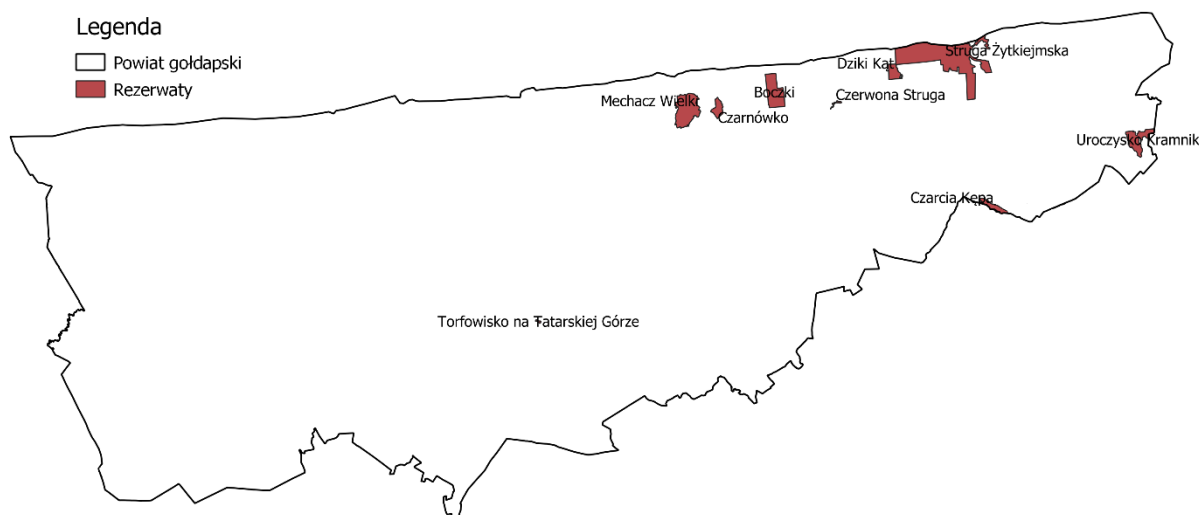 Legenda
Powiat gołdapski
Rezerwaty
Struga Żytkiejmska
Dziki Kąt
Boczki
Czerwona Struga
Mechacz Wielki
Czarnówko
Uroczysko Kramnik
Czarcia Kępa
Torfowisko na Tatarskiej Górze